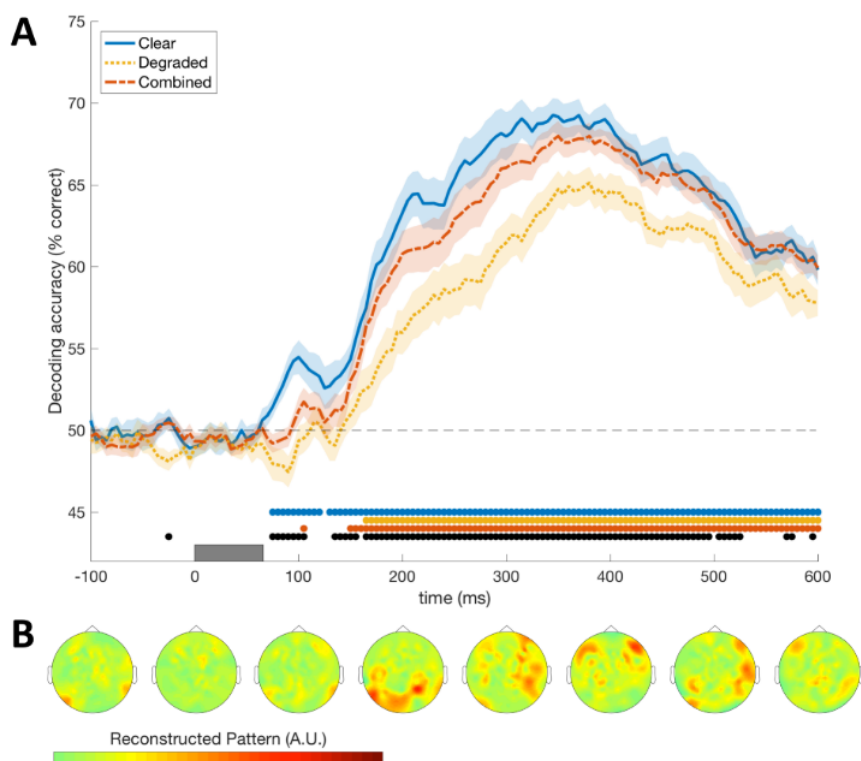 A
75
Clear
Degraded
Combined
70
65
60
55
50
45
Decoding accuracy (% correct)
-100 0 100 200 300 400 500 600
time (ms)
B
Reconstructed Pattern (A.U.)